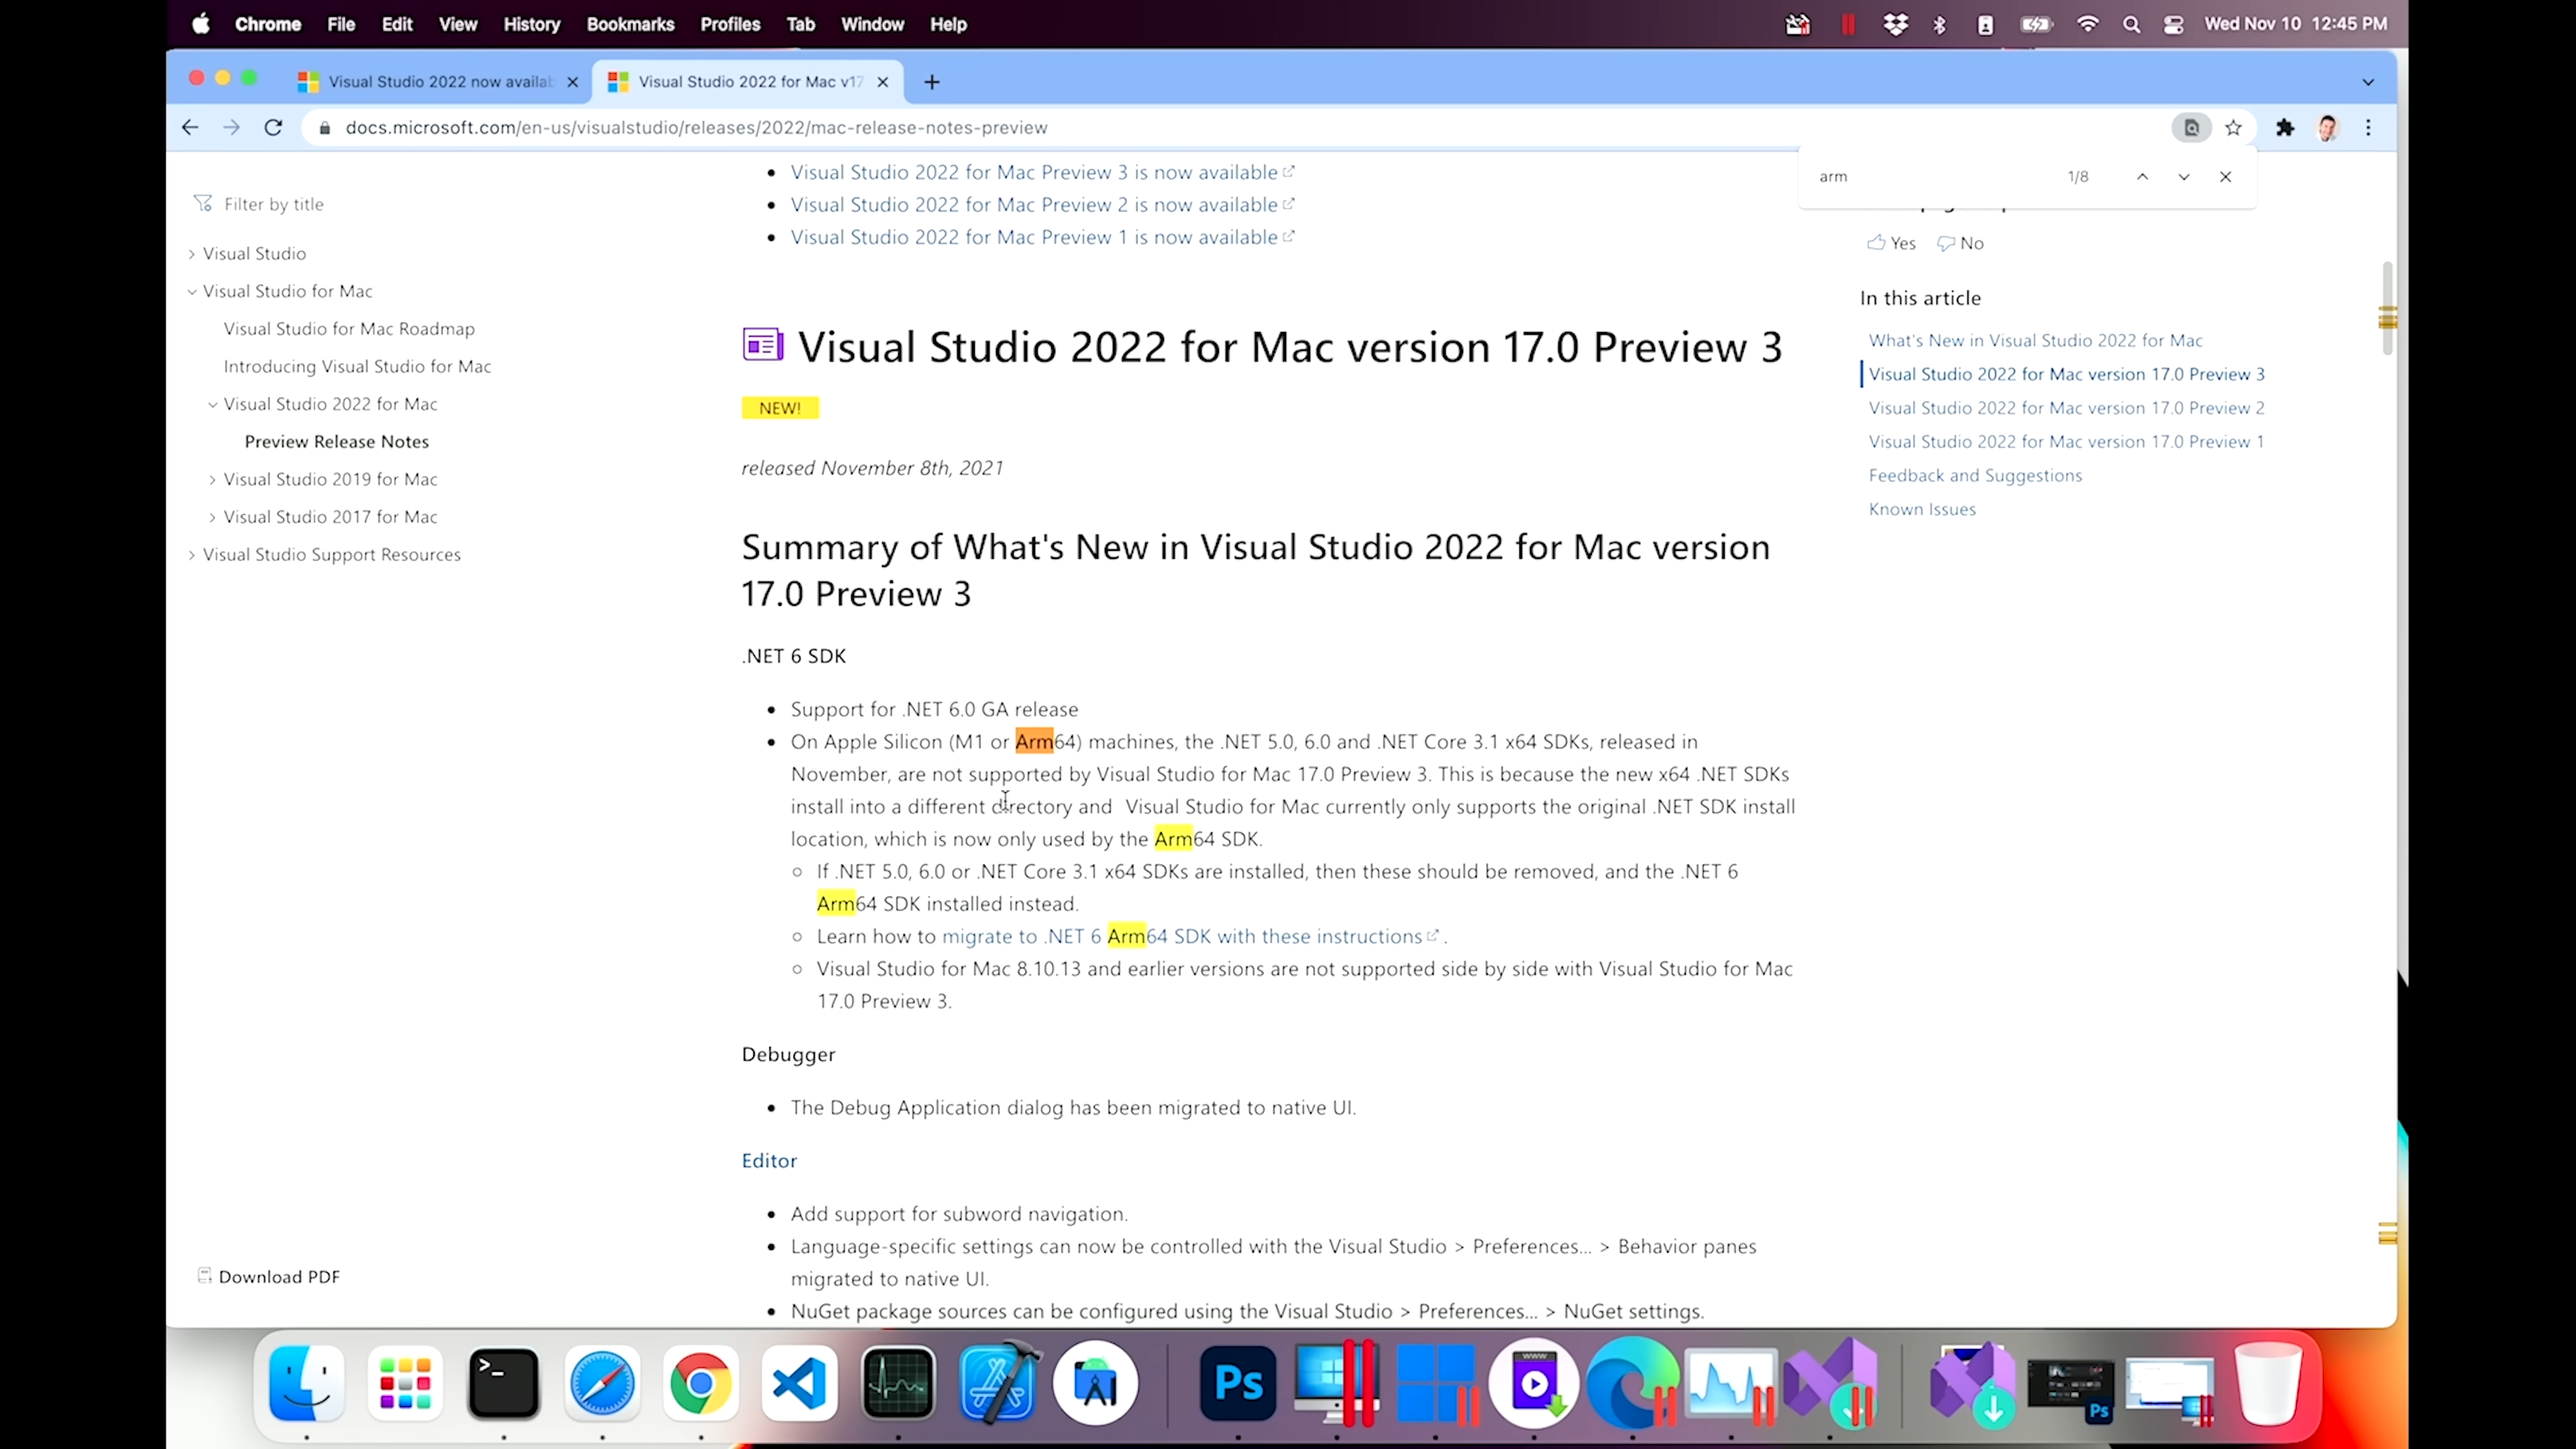 Chrome File Edit View History Bookmarks Profiles Tab Window Help
Wed Nov 10 12:45 PM
Visual Studio 2022 now availab
Visual Studio 2022 for Mac v17
docs.microsoft.com/en-us/visualstudio/releases/2022/mac-release-notes-preview
arm 1/8
Filter by title
Visual Studio
Visual Studio for Mac
Visual Studio for Mac Roadmap
Introducing Visual Studio for Mac
Visual Studio 2022 for Mac
Preview Release Notes
Visual Studio 2019 for Mac
Visual Studio 2017 for Mac
Visual Studio Support Resources
Download PDF
Visual Studio 2022 for Mac Preview 3 is now available
Visual Studio 2022 for Mac Preview 2 is now available
Visual Studio 2022 for Mac Preview 1 is now available
Visual Studio 2022 for Mac version 17.0 Preview 3
NEW!
released November 8th, 2021
Summary of What's New in Visual Studio 2022 for Mac version
17.0 Preview 3
.NET 6 SDK
Support for .NET 6.0 GA release
On Apple Silicon (M1 or Arm64) machines, the .NET 5.0, 6.0 and .NET Core 3.1 x64 SDKs, released in
November, are not supported by Visual Studio for Mac 17.0 Preview 3. This is because the new x64 .NET SDKs
install into a different directory and Visual Studio for Mac currently only supports the original .NET SDK install
location, which is now only used by the Arm64 SDK.
If .NET 5.0, 6.0 or .NET Core 3.1 x64 SDKs are installed, then these should be removed, and the .NET 6
Arm64 SDK installed instead.
Learn how to migrate to .NET 6 Arm64 SDK with these instructions .
Visual Studio for Mac 8.10.13 and earlier versions are not supported side by side with Visual Studio for Mac
17.0 Preview 3.
Debugger
The Debug Application dialog has been migrated to native UI.
Editor
Add support for subword navigation.
Language-specific settings can now be controlled with the Visual Studio > Preferences... > Behavior panes
migrated to native UI.
NuGet package sources can be configured using the Visual Studio > Preferences... > NuGet settings.
Yes No
In this article
What's New in Visual Studio 2022 for Mac
Visual Studio 2022 for Mac version 17.0 Preview 3
Visual Studio 2022 for Mac version 17.0 Preview 2
Visual Studio 2022 for Mac version 17.0 Preview 1
Feedback and Suggestions
Known Issues
Ps
WWW
Ps